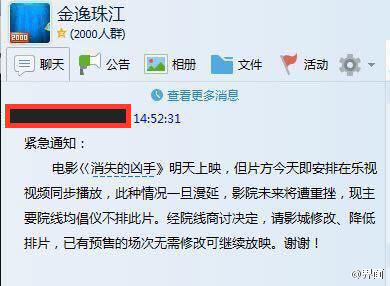 金逸珠江
2000
(2000人群)
聊天
公告
相册
文件
活动
查看更多消息
14:52:31
紧急通知：
电影《消失的凶手》明天上映，但片方今天即安排在乐视
视频同步播放，此种情况一旦漫延，影院未来将遭重挫，现主
要院线均倡仪不排此片。经院线商讨决定，请影城修改、降低
排片，已有预售的场次无需修改可继续放映。谢谢！
@界面